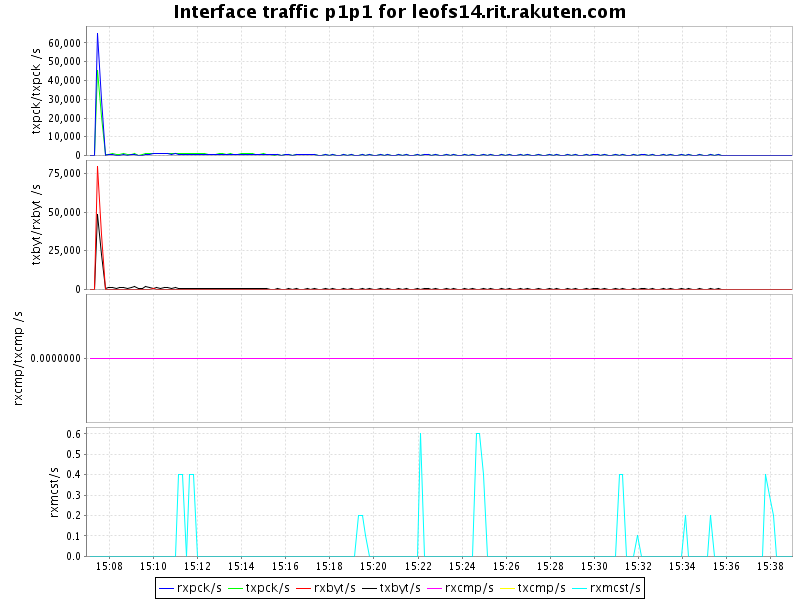 Interface traffic p1p1 for leofs14.rit.rakuten.com
txpck/txpck /s
60,000
50,000
40,000
30,000
20,000
10,000
0
txbyt/rxbyt /s
75,000
50,000
25,000
0
rxcmp/txcmp /s
0.0000000
rxmcst/s
0.6
0.5
0.4
0.3
0.2
0.1
0.0
15:08 15:10 15:12 15:14 15:16 15:18 15:20 15:22 15:24 15:26 15:28 15:30 15:32 15:34 15:36 15:38
rxpck/s txpck/s rxbyt/s txbyt/s rxcmp/s txcmp/s rxmcst/s